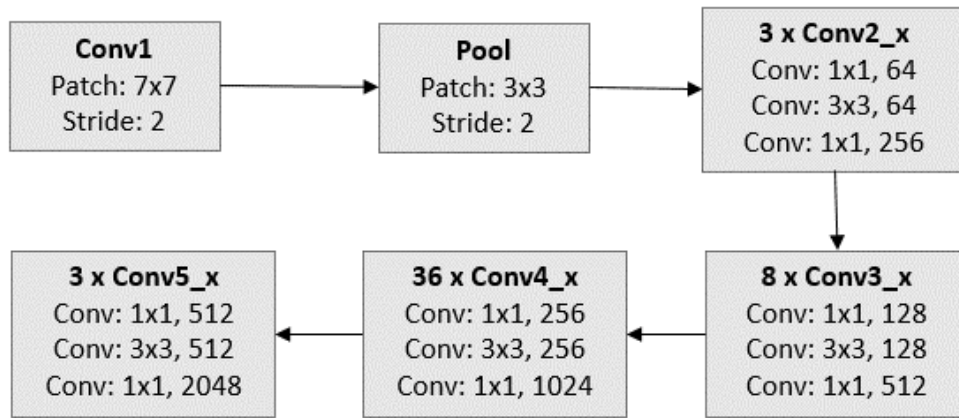 Conv1
Patch: 7x7
Stride: 2
Pool
Patch: 3x3
Stride: 2
3 x Conv2_x
Conv: 1x1, 64
Conv: 3x3, 64
Conv: 1x1, 256
8 x Conv3_x
Conv: 1x1, 128
Conv: 3x3, 128
Conv: 1x1, 512
36 x Conv4_x
Conv: 1x1, 256
Conv: 3x3, 256
Conv: 1x1, 1024
3 x Conv5_x
Conv: 1x1, 512
Conv: 3x3, 512
Conv: 1x1, 2048